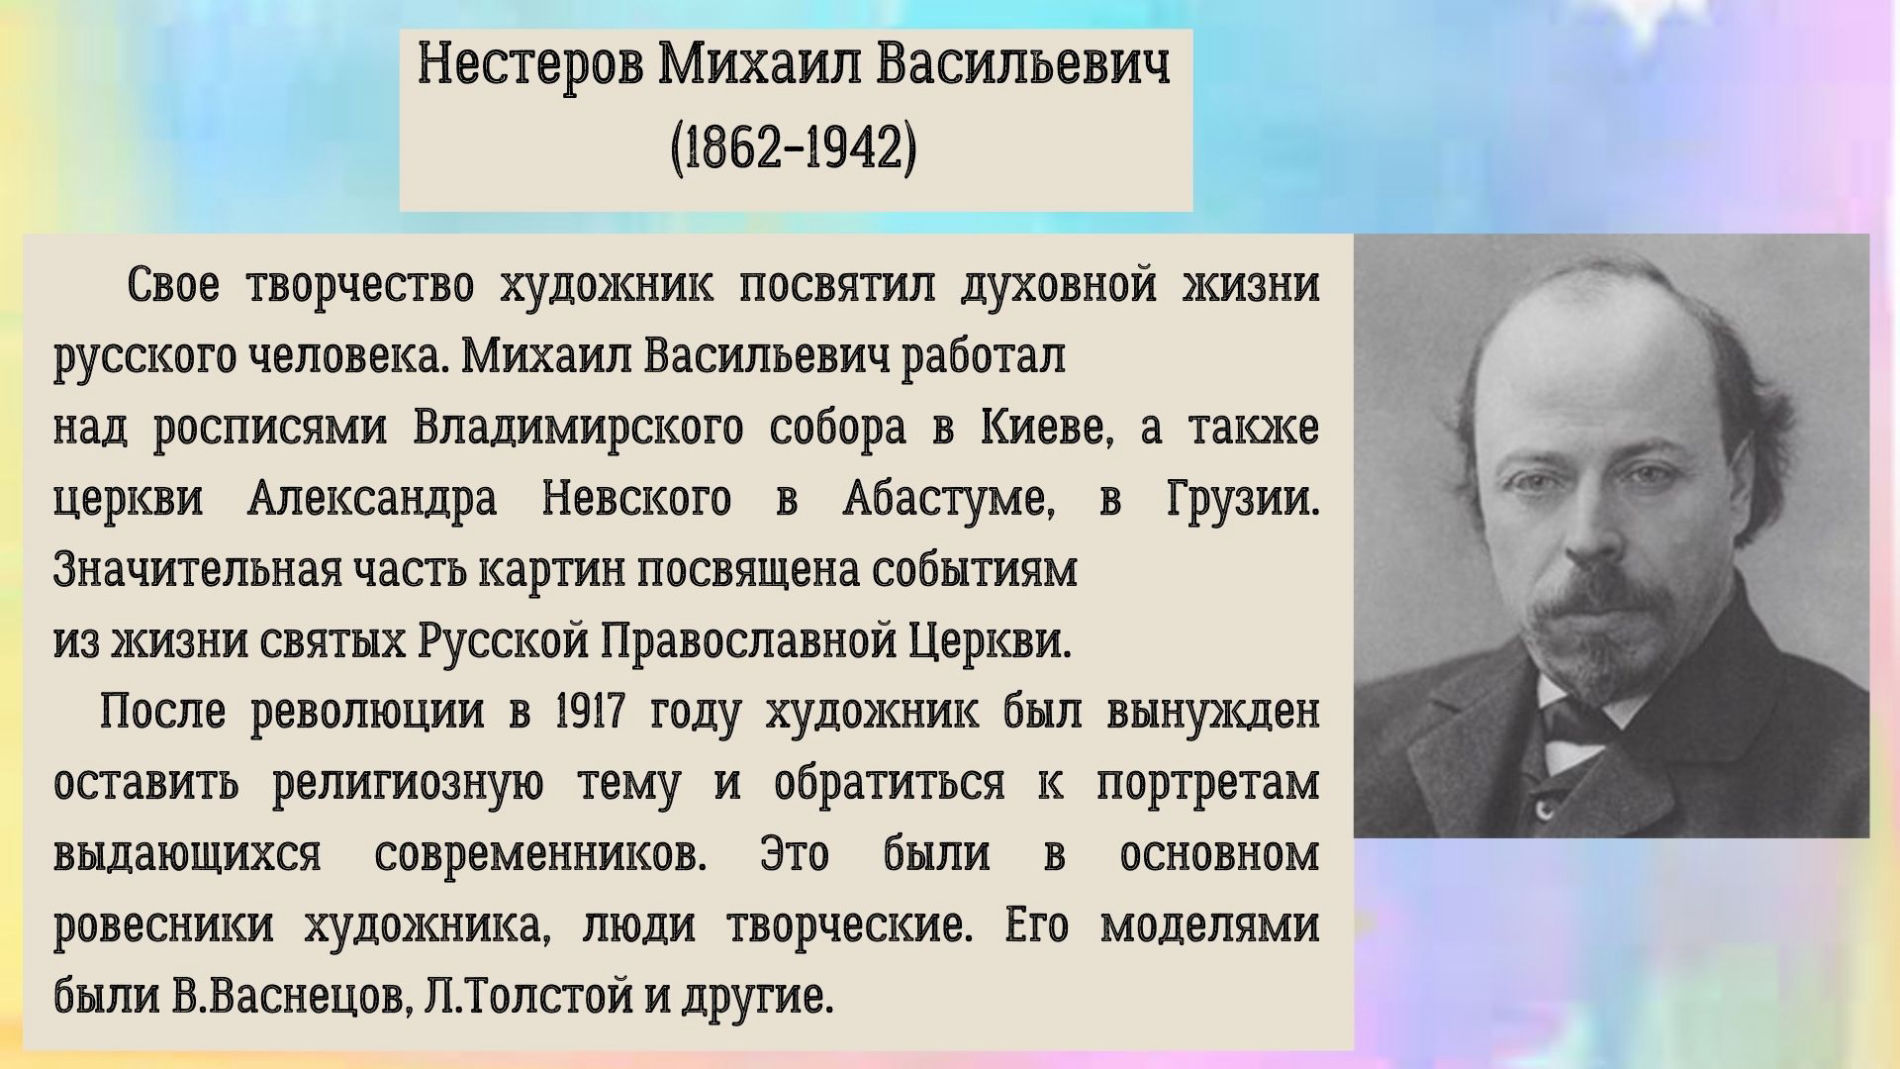 Нестеров Михаил Васильевич
(1862–1942)
Свое творчество художник посвятил духовной жизни
русского человека. Михаил Васильевич работал
над росписями Владимирского собора в Киеве, а также
церкви Александра Невского в Абастуме, в Грузии.
Значительная часть картин посвящена событиям
из жизни святых Русской Православной Церкви.
После революции в 1917 году художник был вынужден
оставить религиозную тему и обратиться к портретам
выдающихся современников. Это были в основном
ровесники художника, люди творческие. Его моделями
были В.Васнецов, Л.Толстой и другие.